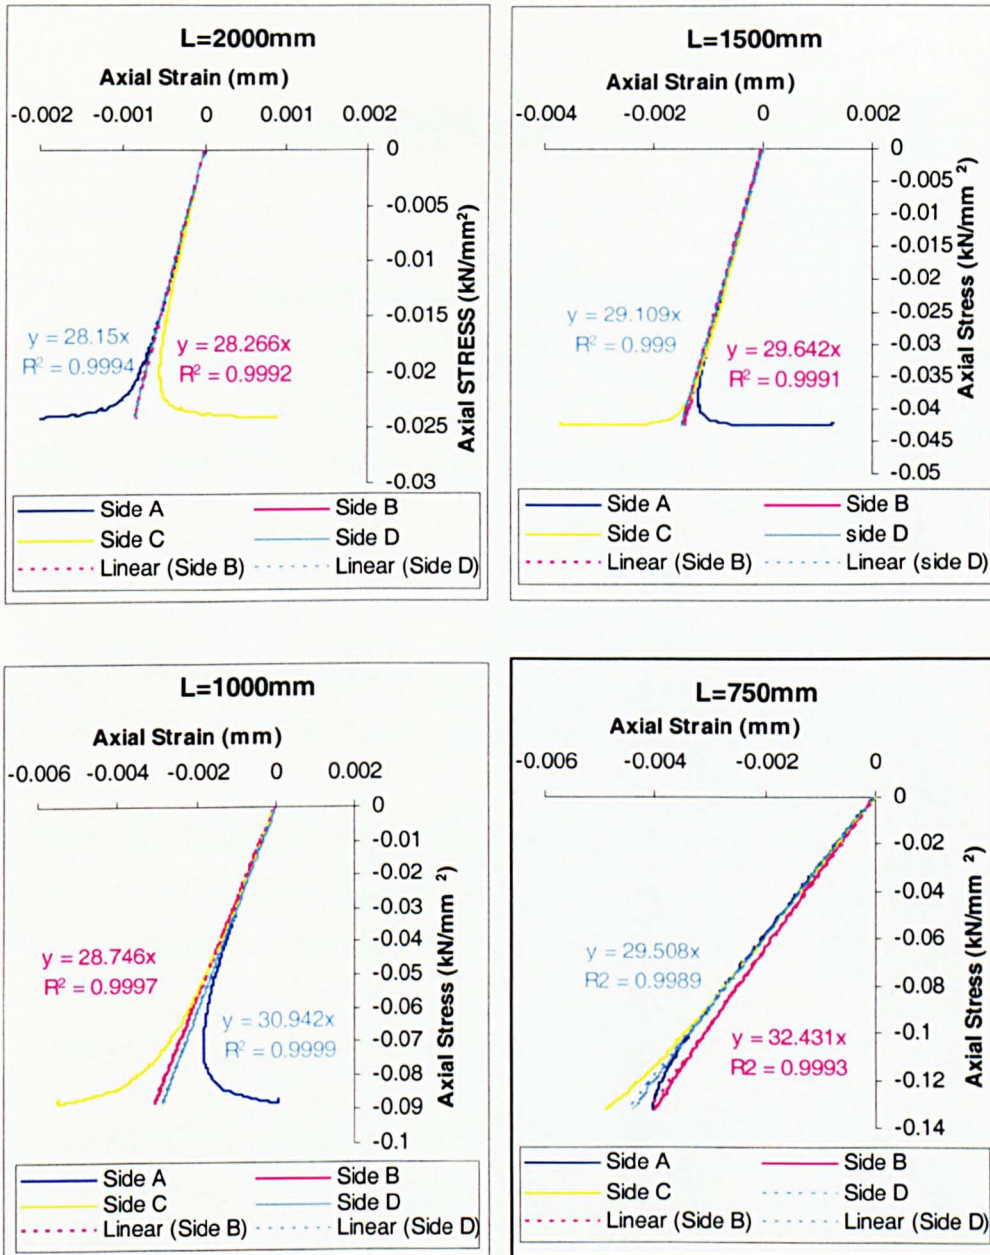 L=2000mm
Axial Strain (mm)
-0.002 -0.001 0 0.001 0.002
0
-0.005
-0.01
-0.015
-0.02
-0.025
-0.03
Axial STRESS (kN/mm²)
y = 28.15x
R² = 0.9994
y = 28.266x
R² = 0.9992
Side A Side B
Side C Side D
Linear (Side B) Linear (Side D)
L=1500mm
Axial Strain (mm)
-0.004 -0.002 0 0.002
0
-0.005
-0.01
-0.015
-0.02
-0.025
-0.03
-0.035
-0.04
-0.045
-0.05
Axial Stress (kN/mm ²)
y = 29.109x
R² = 0.999
y = 29.642x
R² = 0.9991
Side A Side B
Side C side D
Linear (Side B) Linear (side D)
L=1000mm
Axial Strain (mm)
-0.006 -0.004 -0.002 0 0.002
0
-0.01
-0.02
-0.03
-0.04
-0.05
-0.06
-0.07
-0.08
-0.09
-0.1
Axial Stress (kN/mm ²)
y = 28.746x
R² = 0.9997
y = 30.942x
R² = 0.9999
Side A Side B
Side C Side D
Linear (Side B) Linear (Side D)
L=750mm
Axial Strain (mm)
-0.006 -0.004 -0.002 0
0
-0.02
-0.04
-0.06
-0.08
-0.1
-0.12
-0.14
Axial Stress (kN/mm ²)
y = 29.508x
R2 = 0.9989
y = 32.431x
R2 = 0.9993
Side A Side B
Side C Side D
Linear (Side B) Linear (Side D)